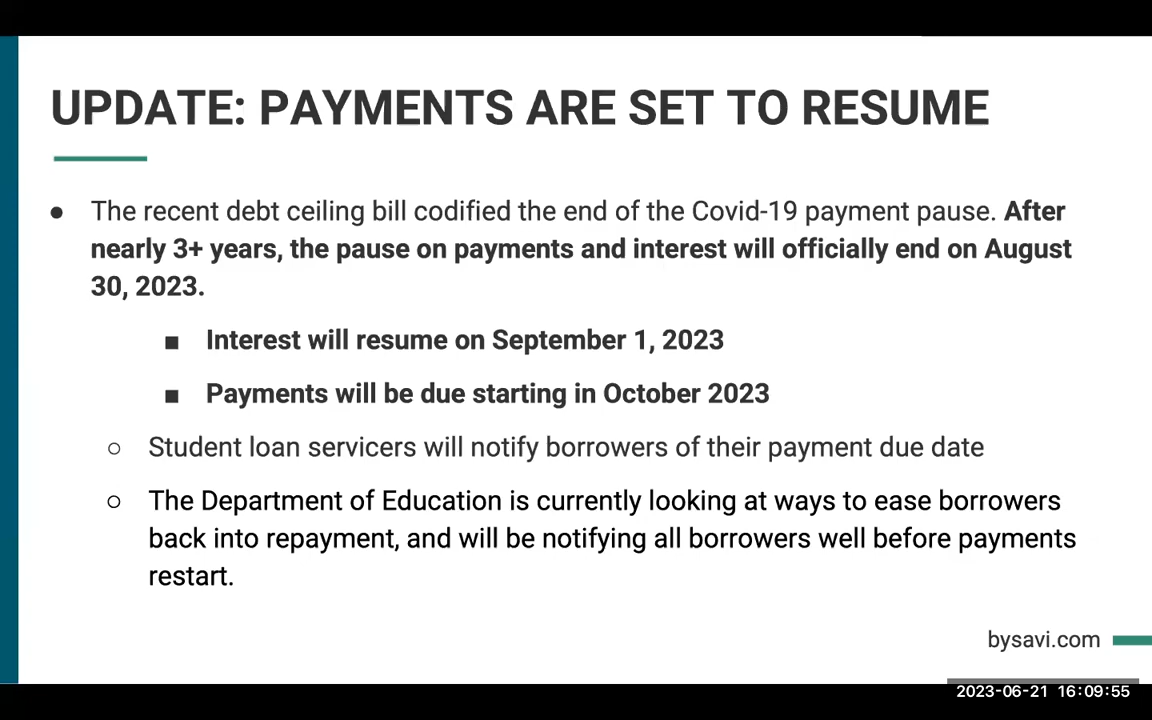 UPDATE: PAYMENTS ARE SET TO RESUME
● The recent debt ceiling bill codified the end of the Covid-19 payment pause. After
nearly 3+ years, the pause on payments and interest will officially end on August
30, 2023.
■ Interest will resume on September 1, 2023
■ Payments will be due starting in October 2023
○ Student loan servicers will notify borrowers of their payment due date
○ The Department of Education is currently looking at ways to ease borrowers
back into repayment, and will be notifying all borrowers well before payments
restart.
bysavi.com
2023-06-21 16:09:55